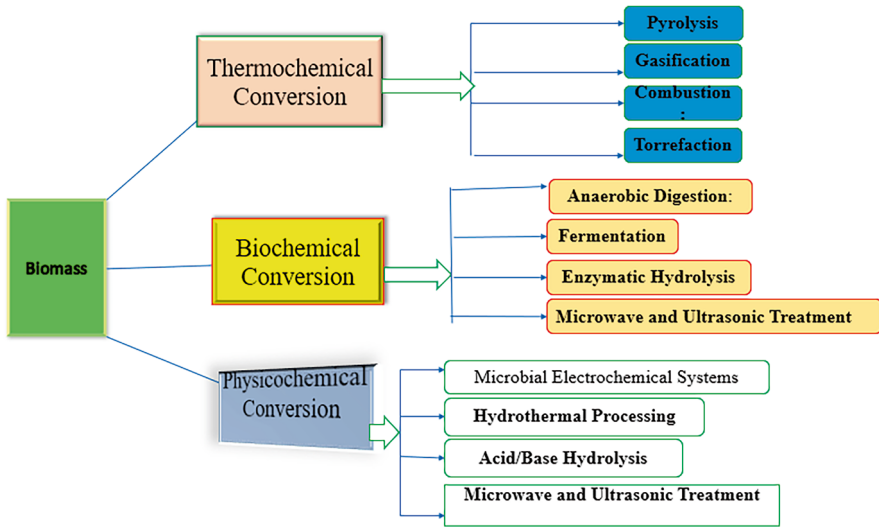 Biomass
Thermochemical
Conversion
Pyrolysis
Gasification
Combustion
:
Torrefaction
Biochemical
Conversion
Anaerobic Digestion:
Fermentation
Enzymatic Hydrolysis
Microwave and Ultrasonic Treatment
Physicochemical
Conversion
Microbial Electrochemical Systems
Hydrothermal Processing
Acid/Base Hydrolysis
Microwave and Ultrasonic Treatment